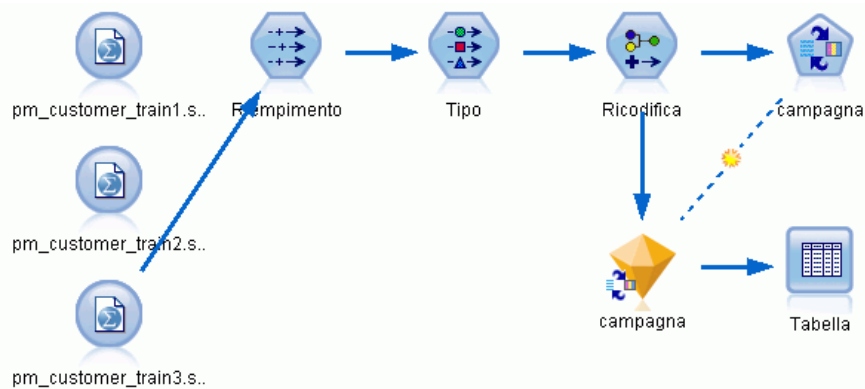 pm_customer_train1.s..
Riempimento
Tipo
Ricodifica
campagna
pm_customer_train2.s..
campagna
Tabella
pm_customer_train3.s..